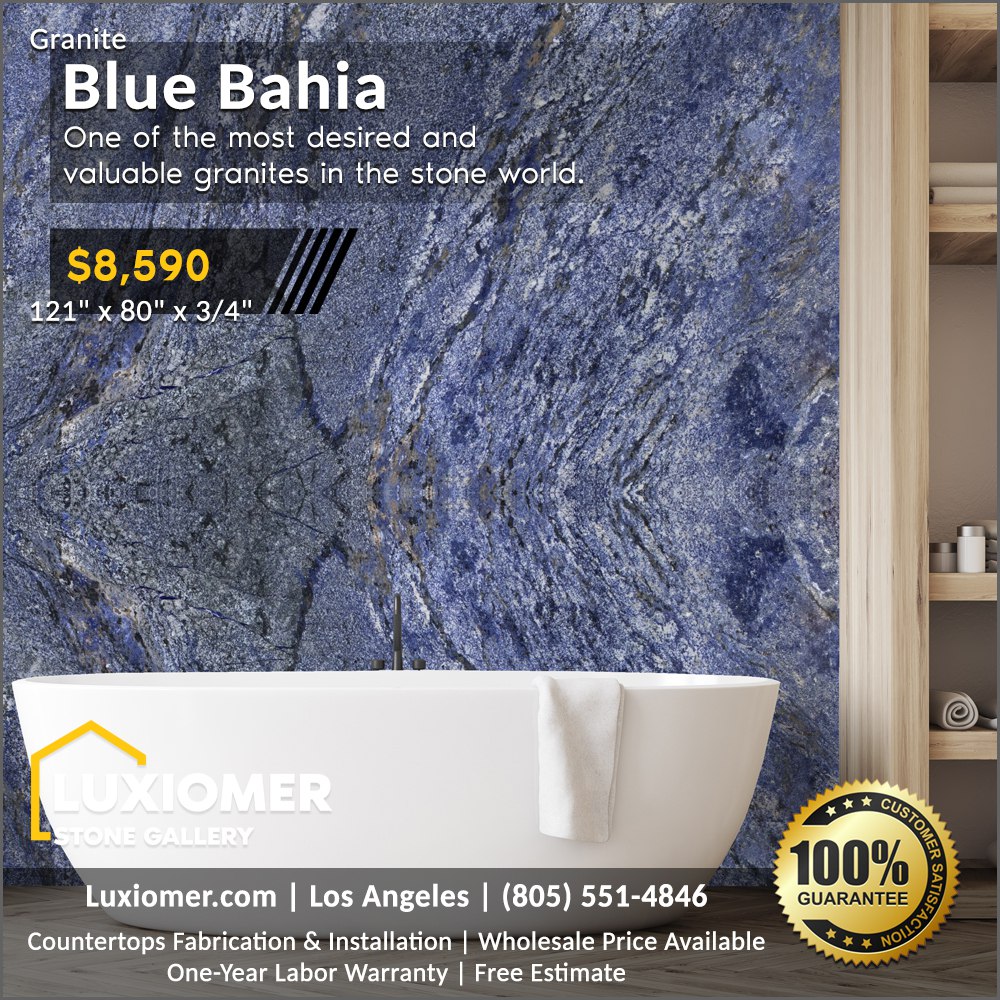 Granite
Blue Bahia
One of the most desired and
valuable granites in the stone world.
$8,590
121" x 80" x 3/4"
LUXIOMER
STONE GALLERY
CUSTOMER SATISFACTION
100%
GUARANTEE
Luxiomer.com | Los Angeles | (805) 551-4846
Countertops Fabrication & Installation | Wholesale Price Available
One-Year Labor Warranty | Free Estimate